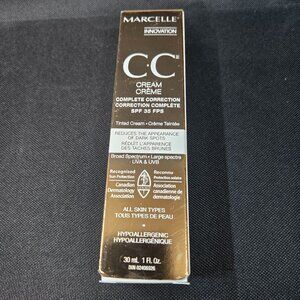 MARCELLE
INNOVATION
CC
CREAM
CRÈME
COMPLETE CORRECTION
CORRECTION COMPLÈTE
SPF 35 FPS
Tinted Cream • Crème Teintée
REDUCES THE APPEARANCE
OF DARK SPOTS
RÉDUIT L'APPARENCE
DES TACHES BRUNES
Broad Spectrum • Large spectre
UVA & UVB
Recognized Reconnu
Sun Protection Protection solaire
Canadian Association
Dermatology canadienne de
Association dermatologie
ALL SKIN TYPES
TOUS TYPES DE PEAU
HYPOALLERGENIC
HYPOALLERGÉNIQUE
30 mL 1 Fl. Oz.